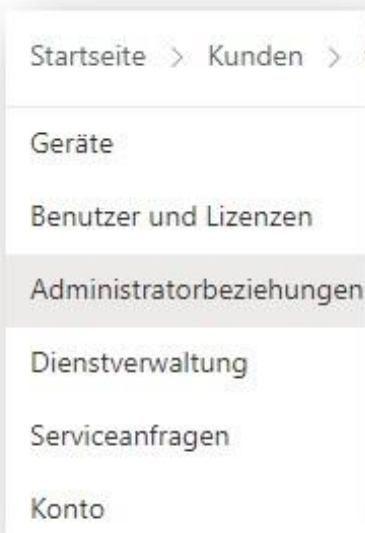 Startseite > Kunden >
Geräte
Benutzer und Lizenzen
Administratorbeziehungen
Dienstverwaltung
Serviceanfragen
Konto